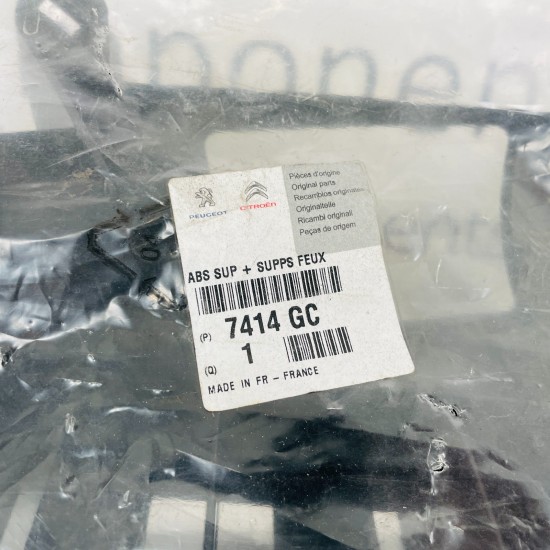 ponen
PEUGEOT CITROËN
Pièces d'origine
Original parts
Recambios originales
Originalteile
Ricambi originali
Peças de origem
ABS SUP + SUPPS FEUX
(P) 7414 GC
(Q) 1
MADE IN FR - FRANCE